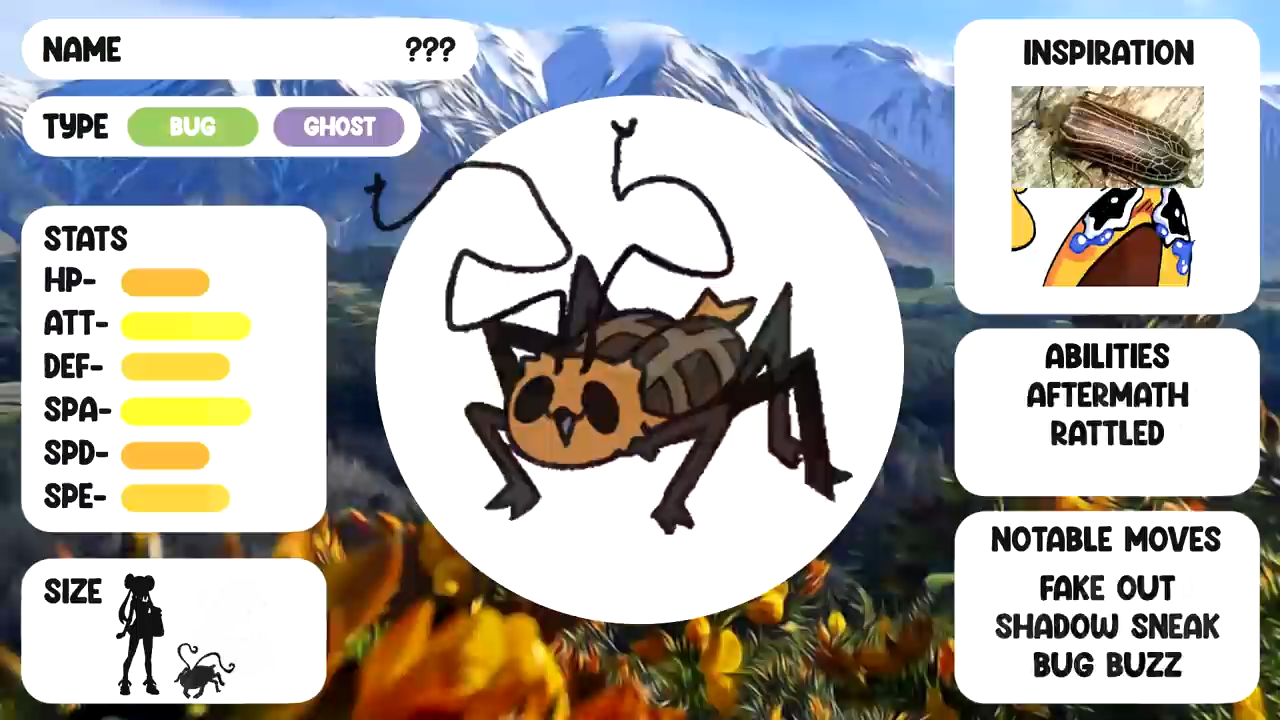 NAME ???
TYPE BUG GHOST
STATS
HP-
ATT-
DEF-
SPA-
SPD-
SPE-
SIZE
INSPIRATION
ABILITIES
AFTERMATH
RATTLED
NOTABLE MOVES
FAKE OUT
SHADOW SNEAK
BUG BUZZ